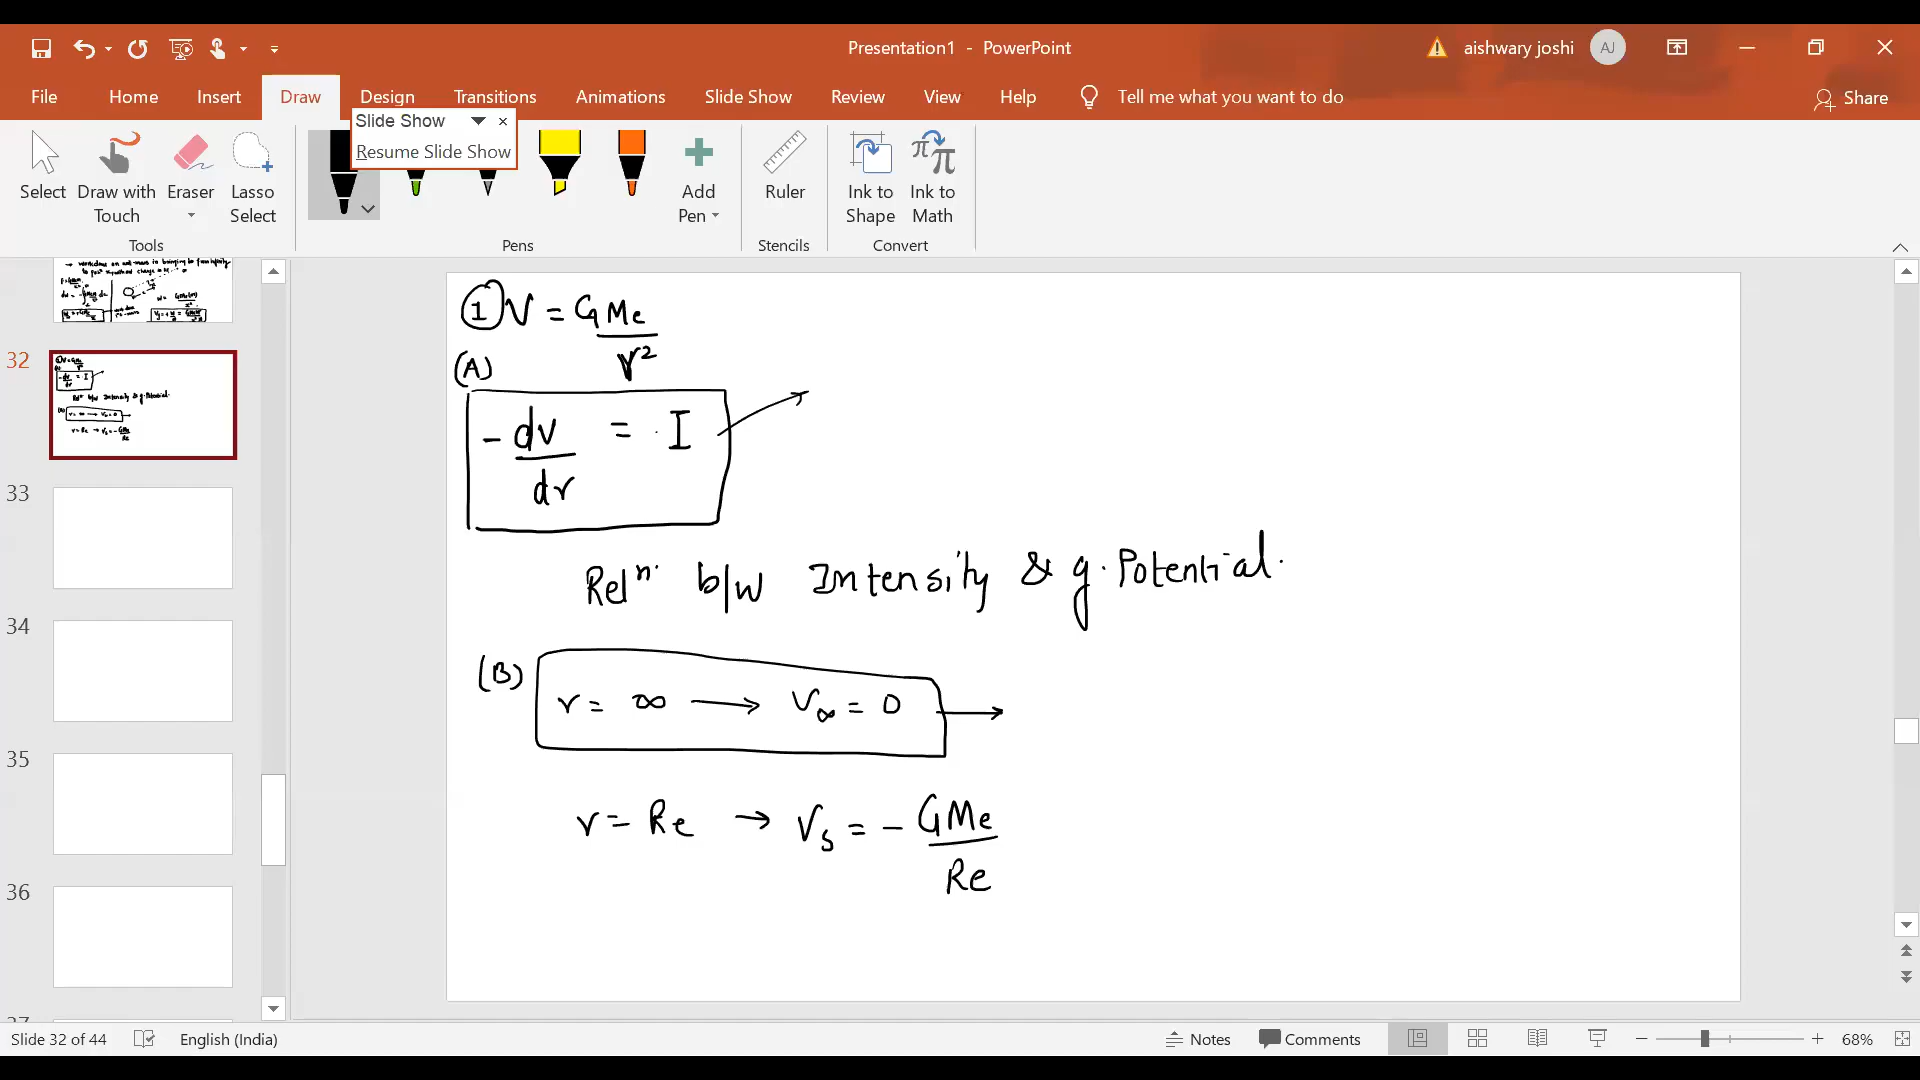 Presentation1 - PowerPoint
aishwary joshi
AJ
File Home Insert Draw Design Transitions Animations Slide Show Review View Help Tell me what you want to do Share
Slide Show
Resume Slide Show
Select
Draw with Touch
Eraser
Lasso Select
Add Pen
Ruler
Ink to Shape
Ink to Math
Tools
Pens
Stencils
Convert
32
33
34
35
36
① V = GMe / r²
(A)
- dv / dr = I
Relⁿ. b/w Intensity & g. Potential.
(B) r = ∞ → V∞ = 0
r = Re → Vs = - GMe / Re
Slide 32 of 44
English (India)
Notes
Comments
68%